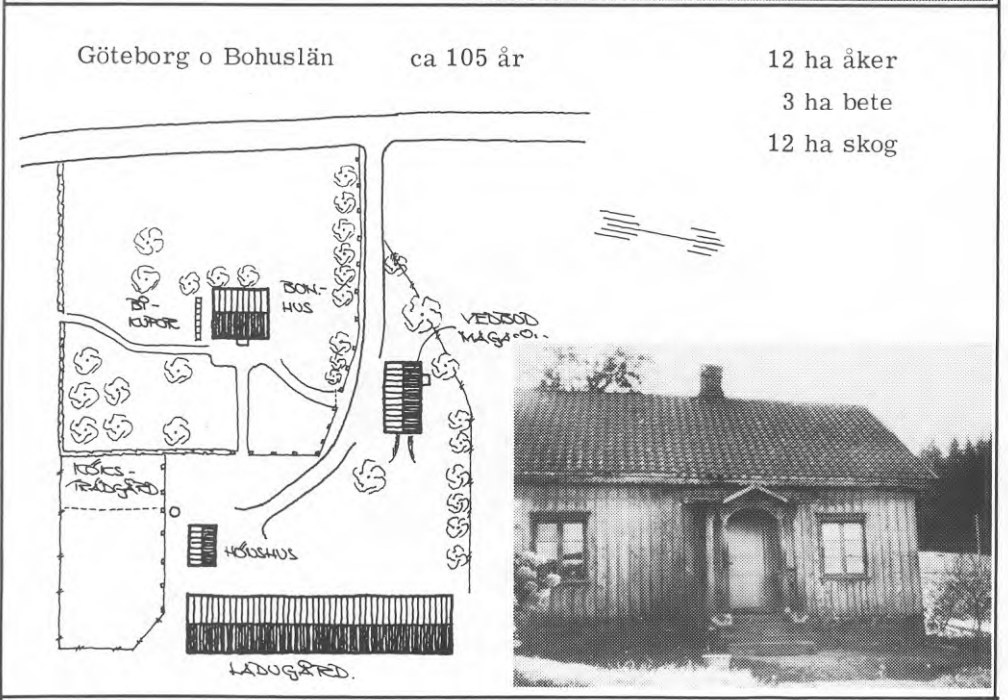 Göteborg o Bohuslän ca 105 år
12 ha åker
3 ha bete
12 ha skog
BON-
HUS
BI-
KUPOR
VEDBOD
KÖKS-
TRÄDGÅRD
HÖNSHUS
LADUGÅRD.